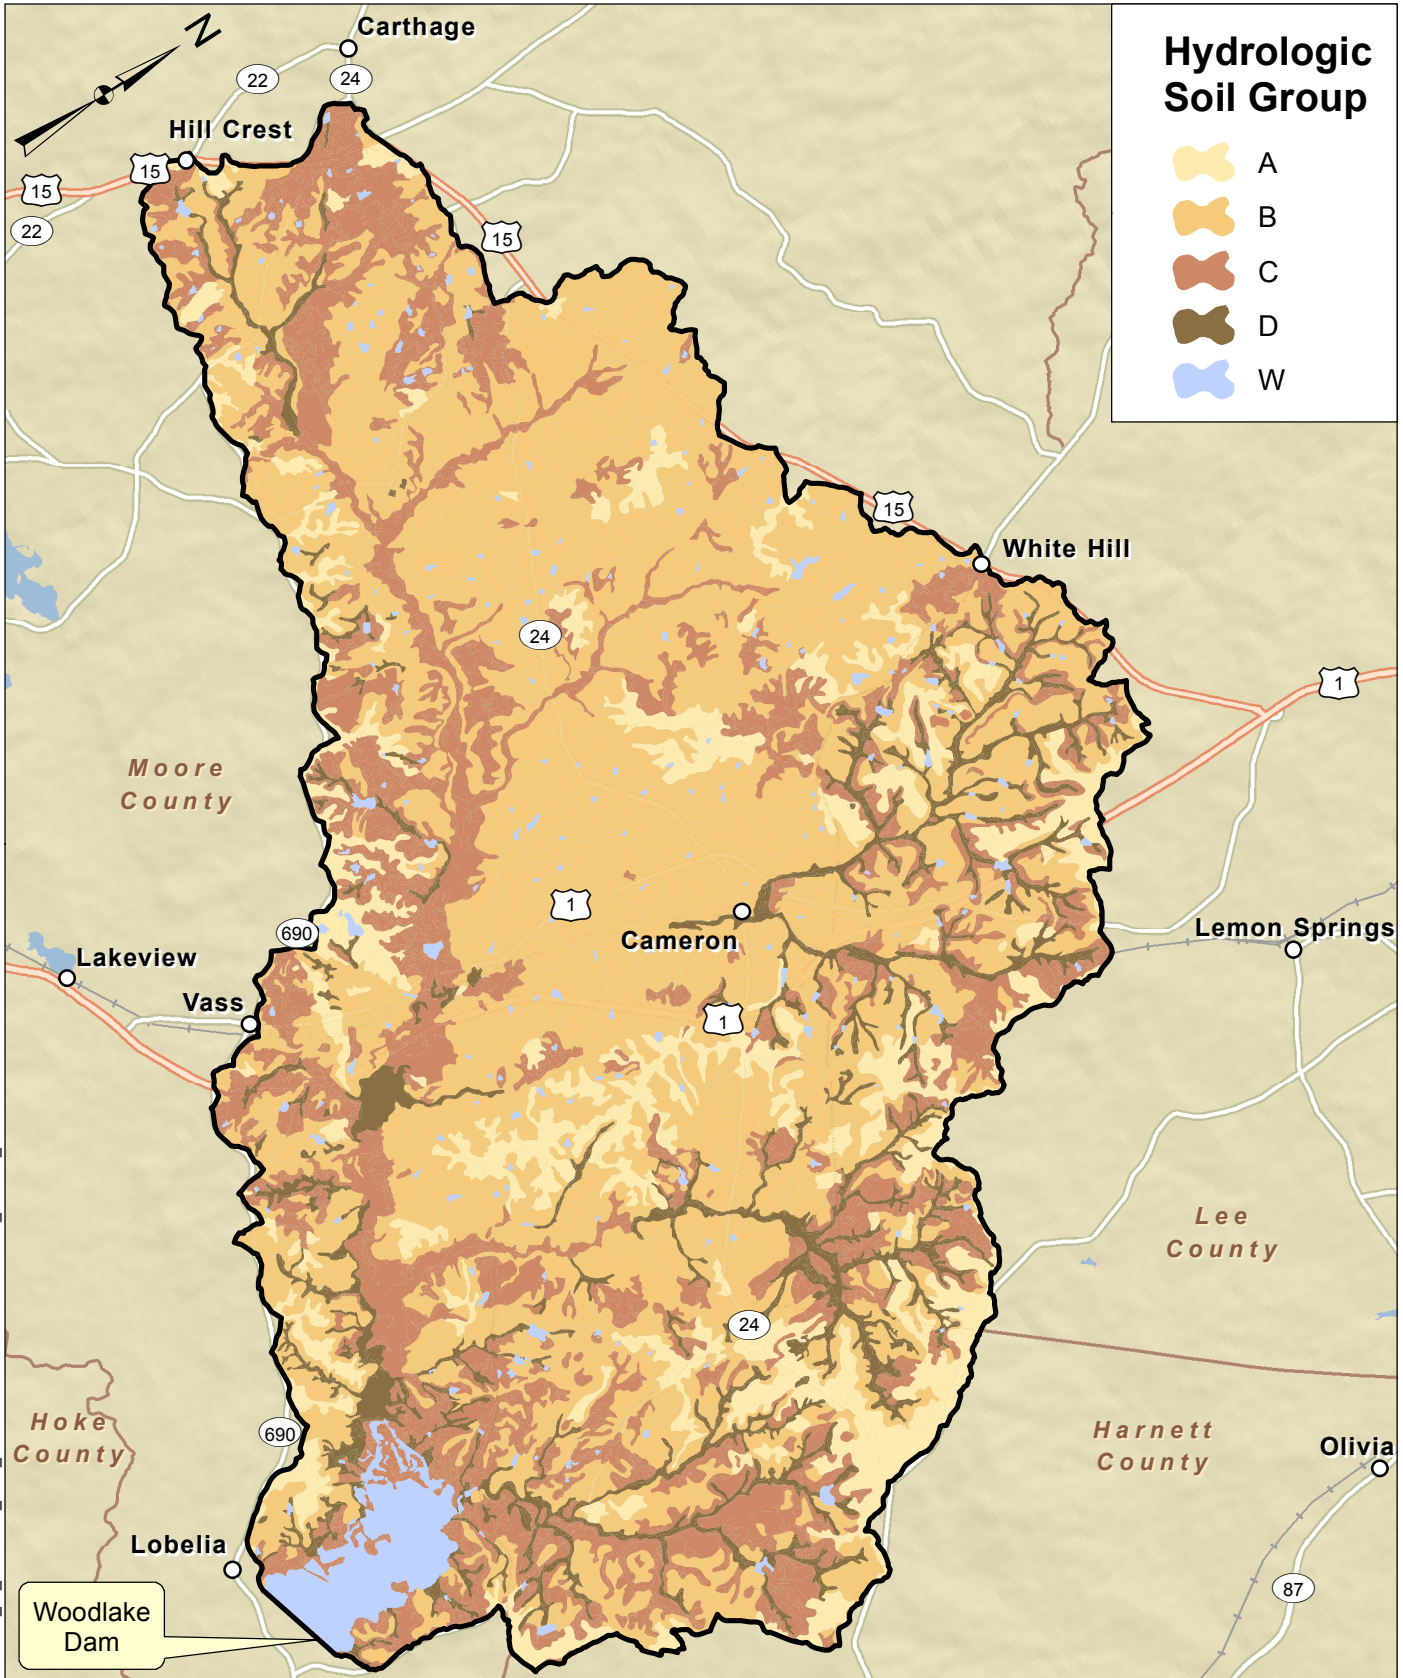 Hydrologic
Soil Group
A
B
C
D
W
N
Carthage
22
24
Hill Crest
15
15
22
15
15
White Hill
24
1
Moore
County
1
Cameron
690
Lemon Springs
Lakeview
Vass
1
Lee
County
24
Hoke
County
690
Harnett
County
Olivia
Lobelia
87
Woodlake
Dam